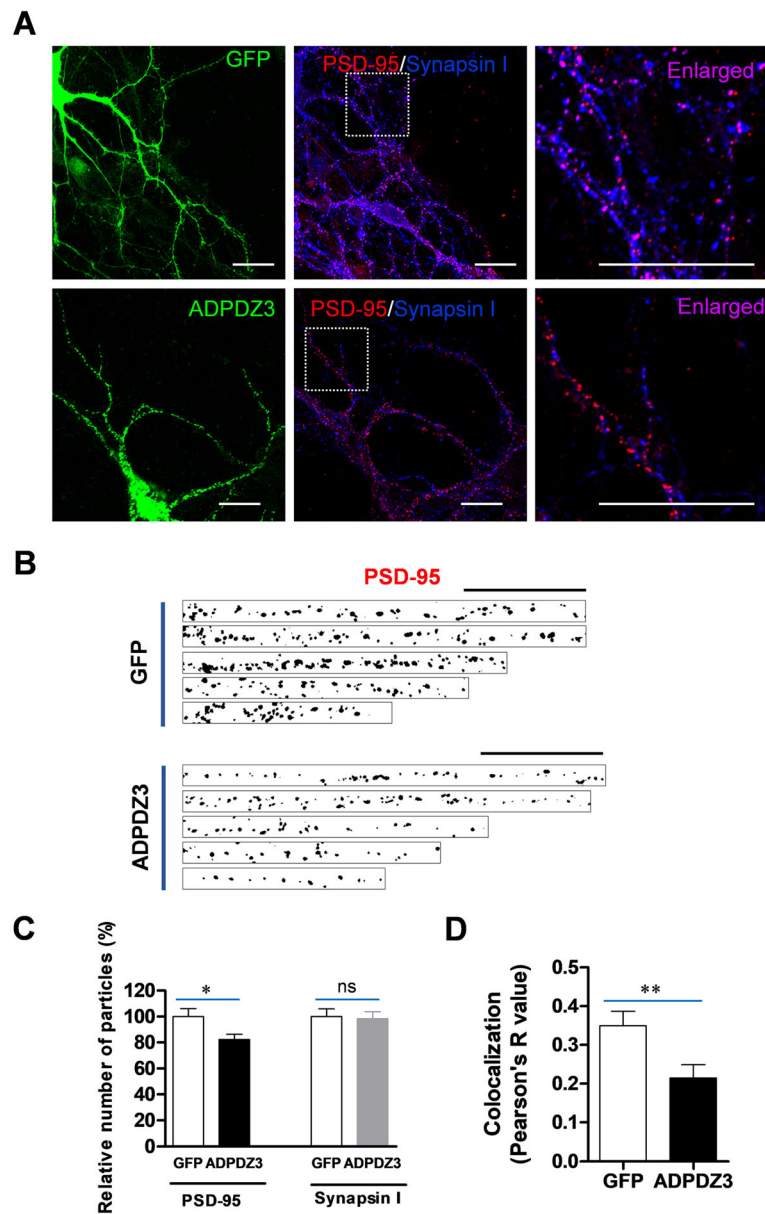 A
GFP
PSD-95/Synapsin I
Enlarged
ADPDZ3
PSD-95/Synapsin I
Enlarged
B
PSD-95
GFP
ADPDZ3
C
Relative number of particles (%)
120
100
80
60
40
20
0
*
ns
GFP ADPDZ3
GFP ADPDZ3
PSD-95
Synapsin I
D
Colocalization
(Pearson's R value)
0.5
0.4
0.3
0.2
0.1
0.0
**
GFP
ADPDZ3